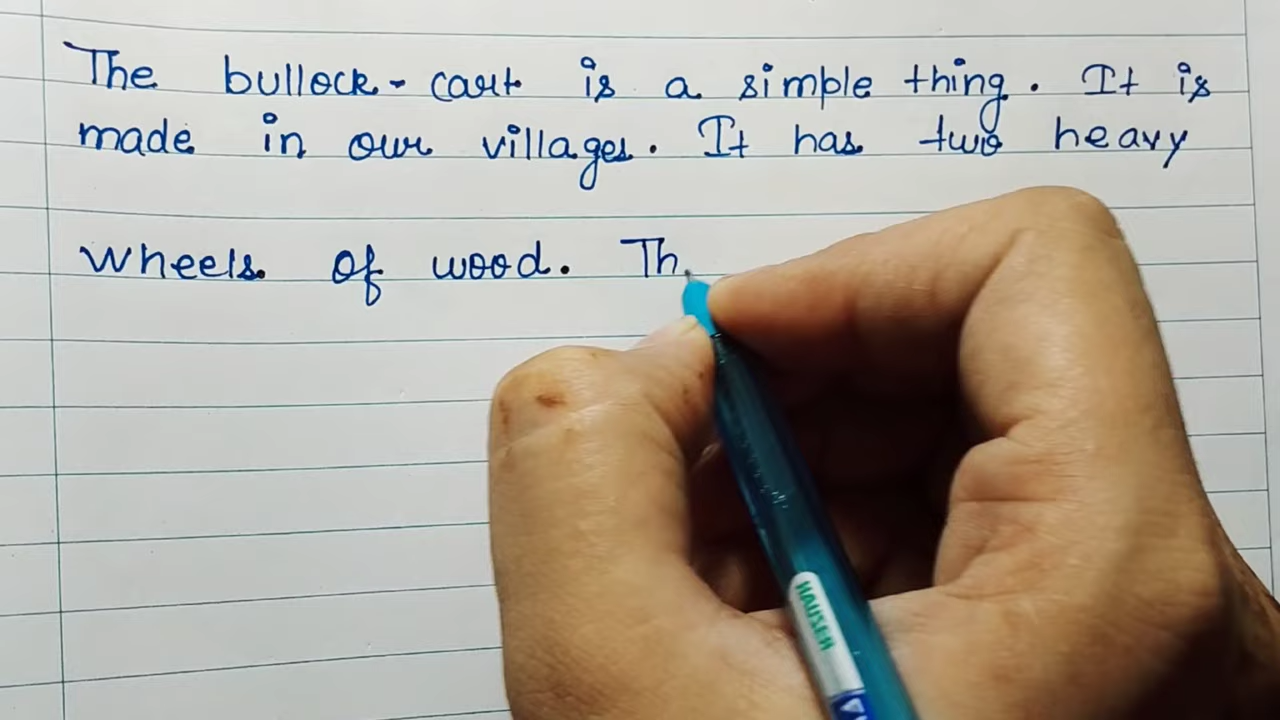 The bullock-cart is a simple thing. It is
made in our villages. It has two heavy
wheels of wood. Th
HAUSER